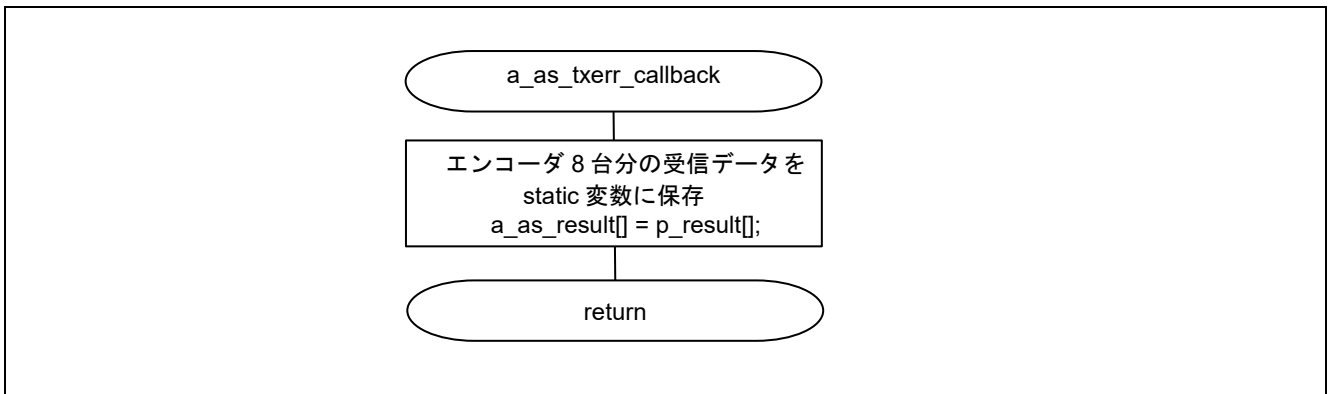 a_as_txerr_callback
エンコーダ 8 台分の受信データを
static 変数に保存
a_as_result[] = p_result[];
return